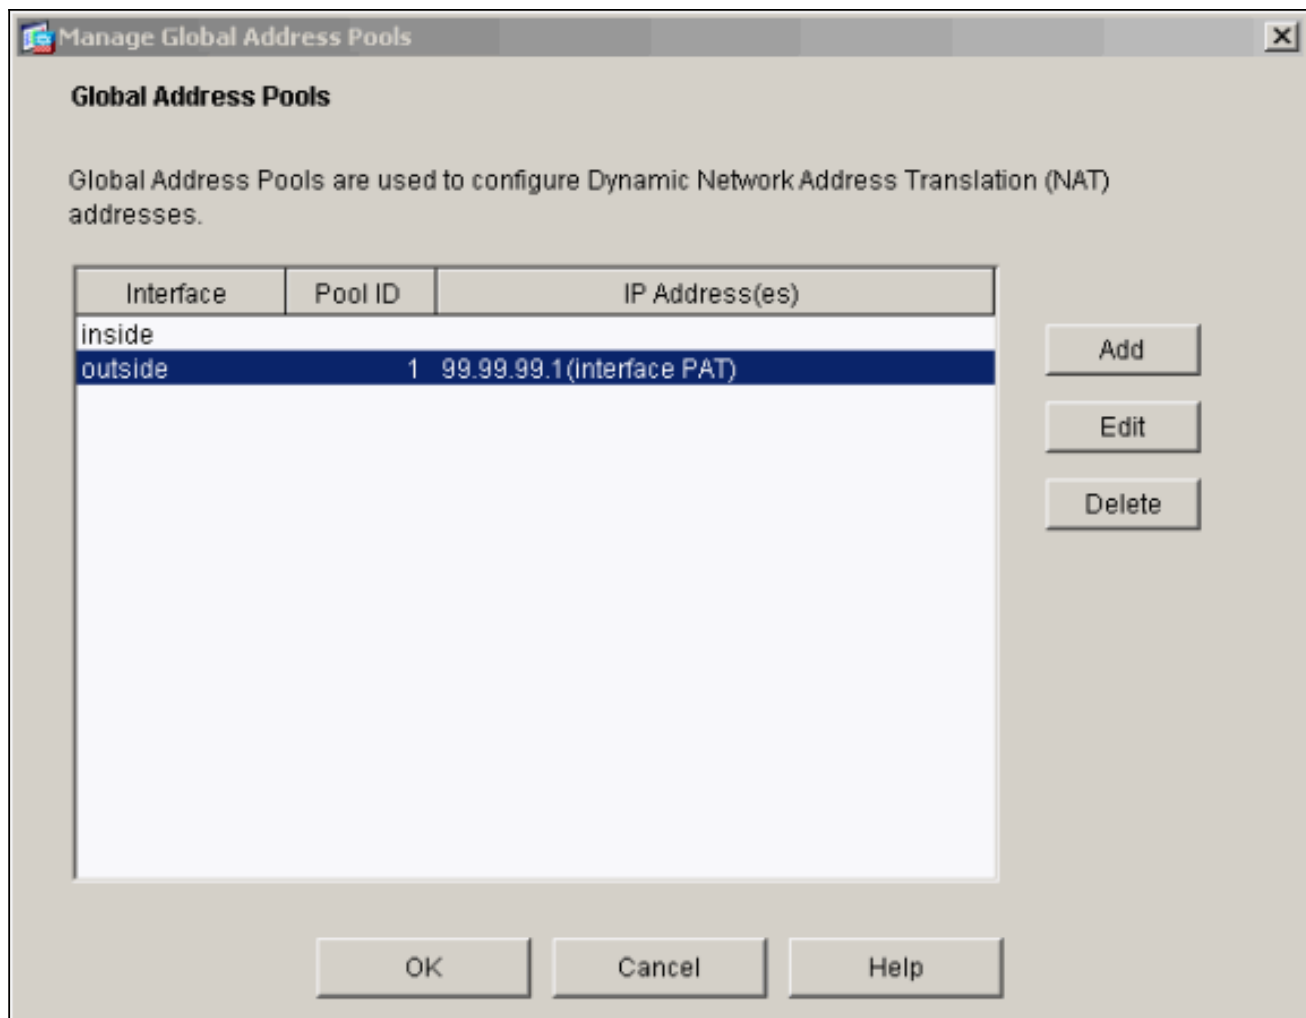 Manage Global Address Pools
Global Address Pools
Global Address Pools are used to configure Dynamic Network Address Translation (NAT)
addresses.
Interface Pool ID IP Address(es)
inside
outside 1 99.99.99.1(interface PAT)
Add
Edit
Delete
OK Cancel Help